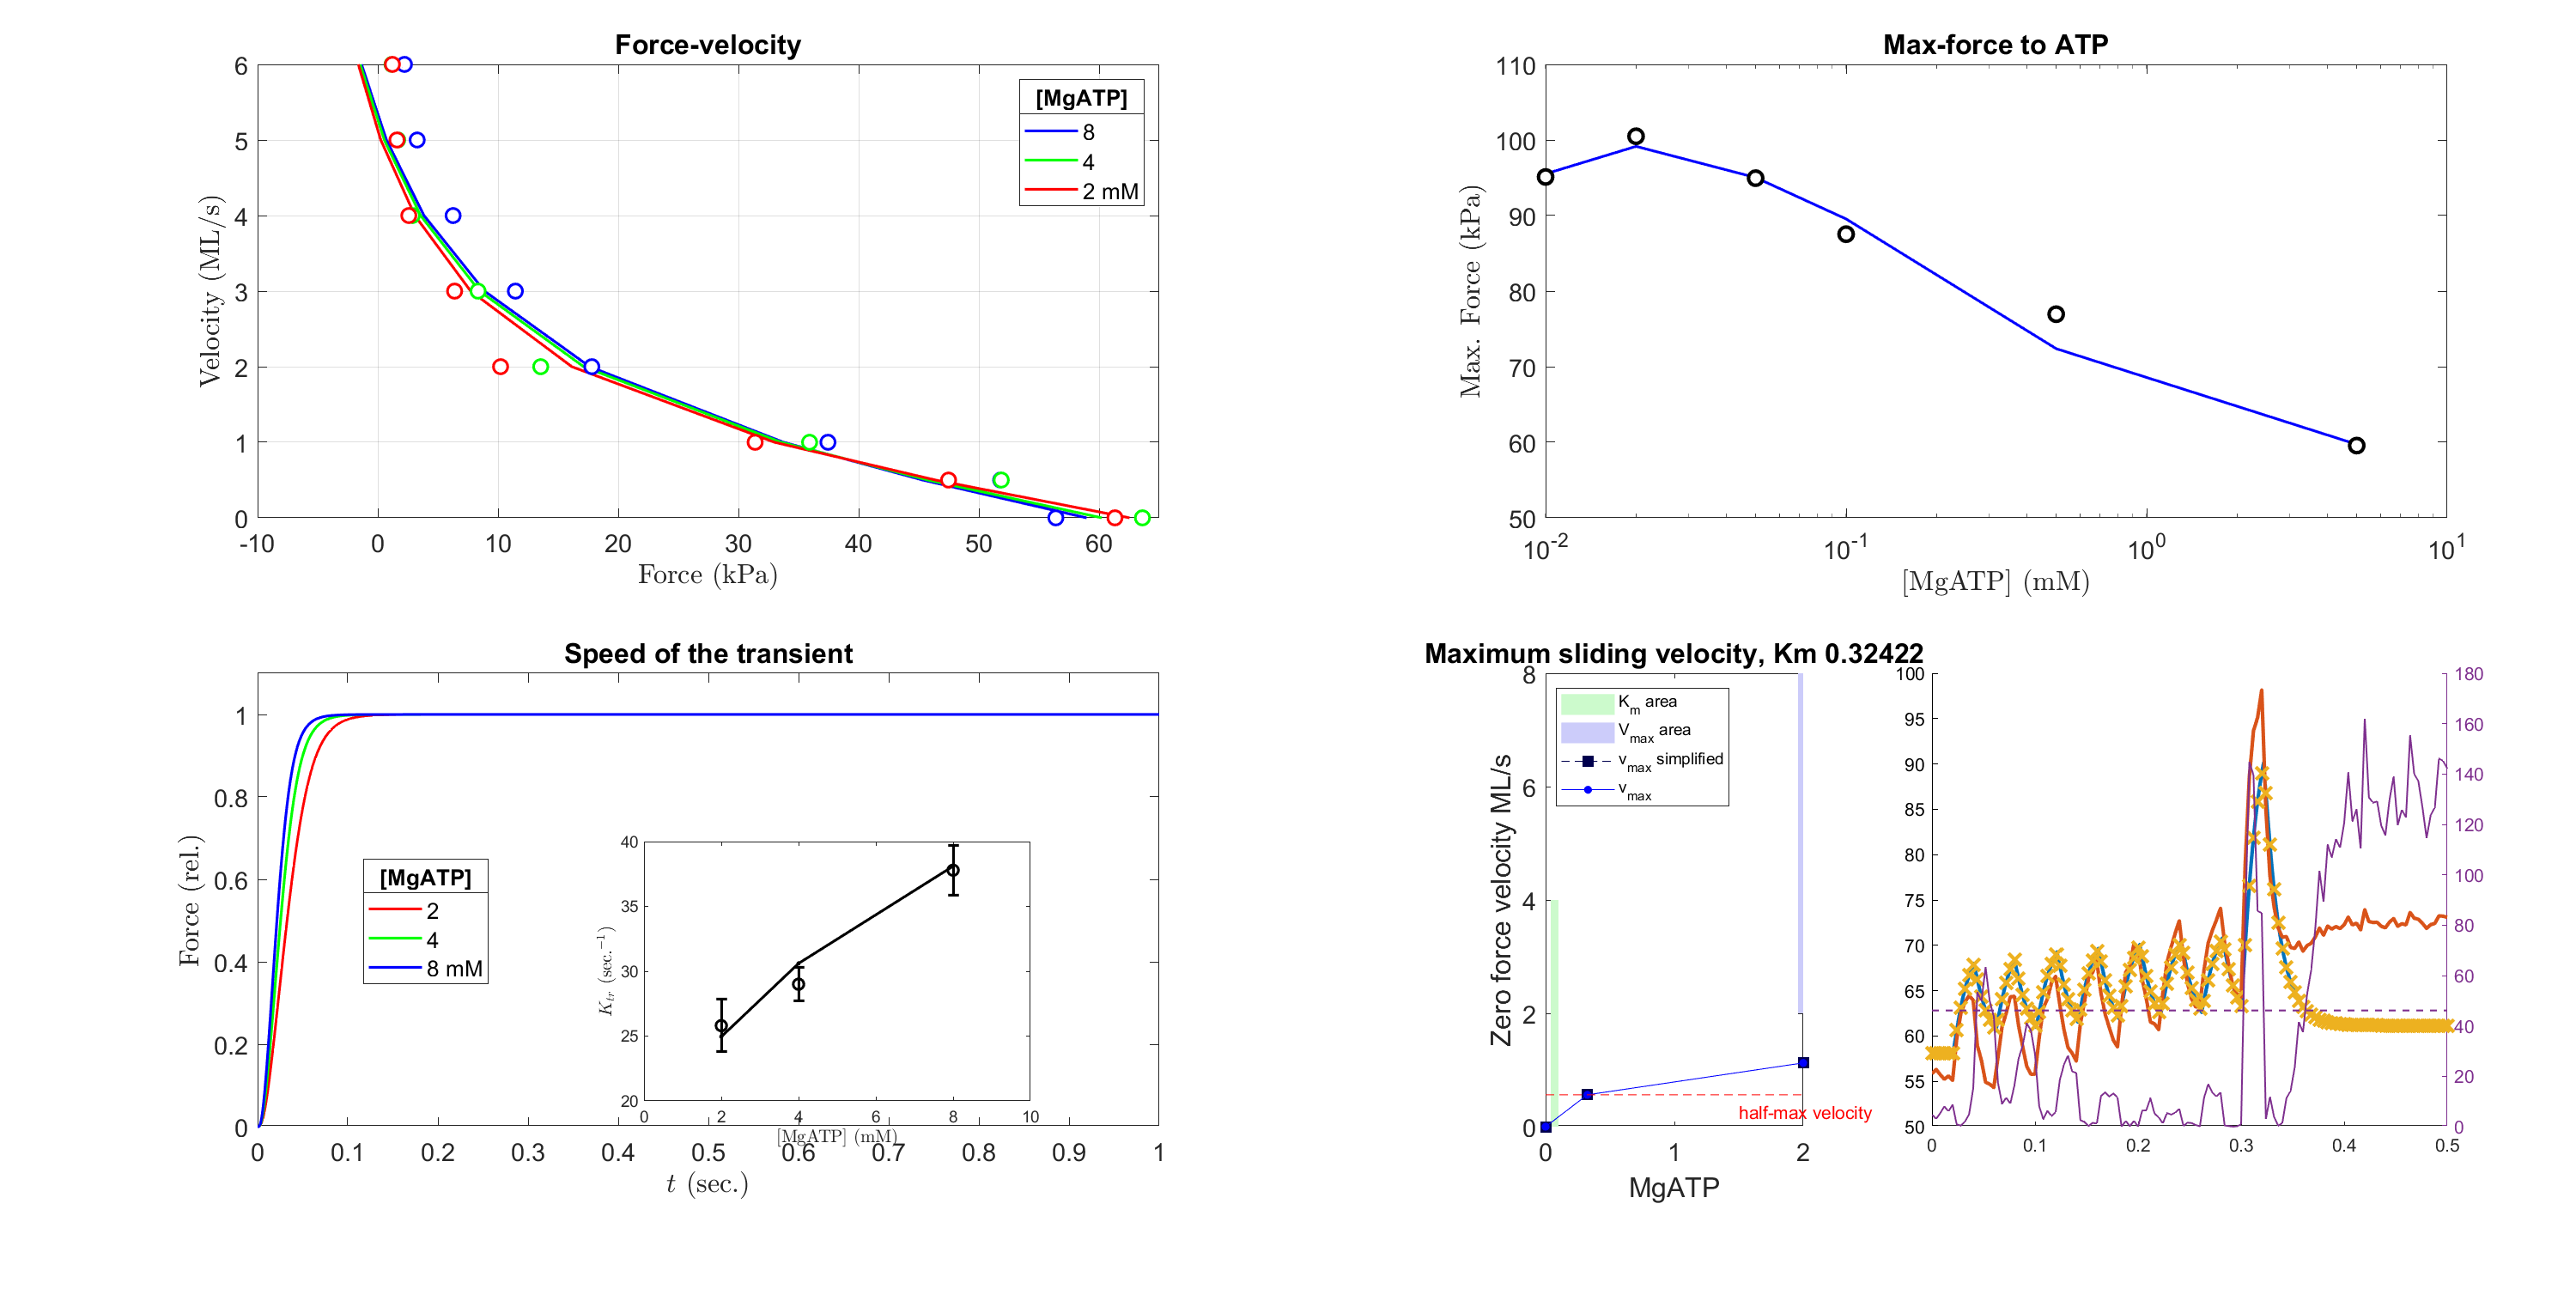 Force-velocity
6
5
4
3
2
1
0
Velocity (ML/s)
-10 0 10 20 30 40 50 60
Force (kPa)
[MgATP]
8
4
2 mM
Max-force to ATP
110
100
90
80
70
60
50
Max. Force (kPa)
10-2 10-1 100 101
[MgATP] (mM)
Speed of the transient
1
0.8
0.6
0.4
0.2
0
Force (rel.)
0 0.1 0.2 0.3 0.4 0.5 0.6 0.7 0.8 0.9 1
t (sec.)
[MgATP]
2
4
8 mM
40
35
30
25
20
Ktr (sec.-1)
0 2 4 6 8 10
[MgATP] (mM)
Maximum sliding velocity, Km 0.32422
8
6
4
2
0
Zero force velocity ML/s
0 1 2
MgATP
Km area
Vmax area
vmax simplified
vmax
half-max velocity
100
95
90
85
80
75
70
65
60
55
50
0 0.1 0.2 0.3 0.4 0.5
180
160
140
120
100
80
60
40
20
0